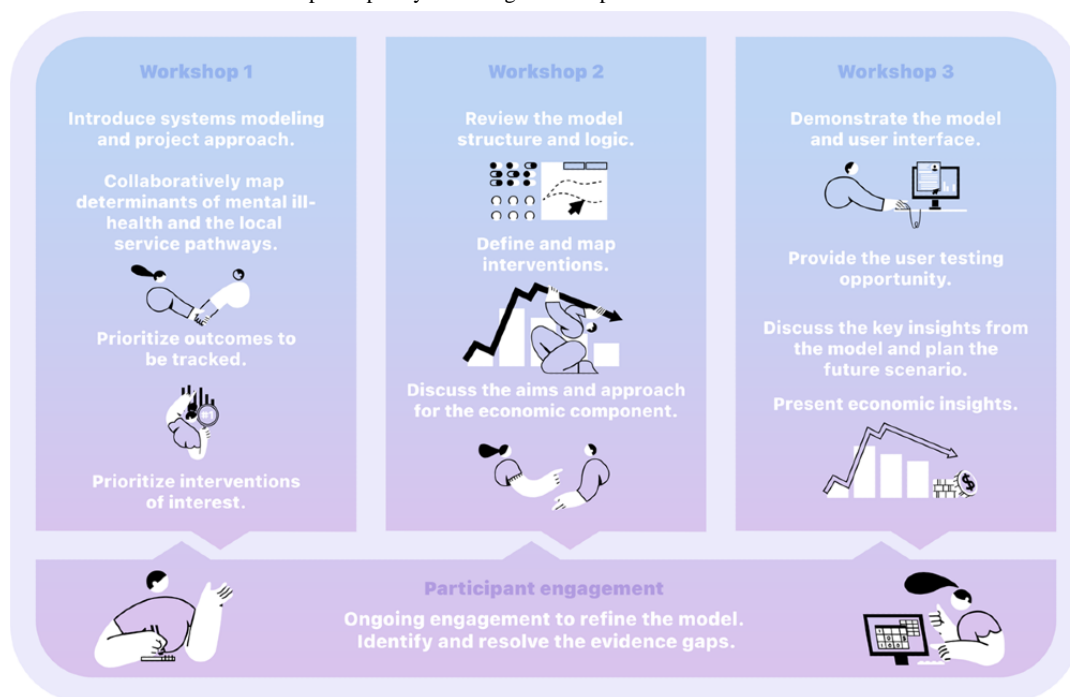 Workshop 1
Introduce systems modeling
and project approach.
Collaboratively map
determinants of mental ill-
health and the local
service pathways.
Prioritize outcomes to
be tracked.
#1
Prioritize interventions
of interest.
Workshop 2
Review the model
structure and logic.
Define and map
interventions.
Discuss the aims and approach
for the economic component.
Workshop 3
Demonstrate the model
and user interface.
Provide the user testing
opportunity.
Discuss the key insights from
the model and plan the
future scenario.
Present economic insights.
$
Participant engagement
Ongoing engagement to refine the model.
Identify and resolve the evidence gaps.